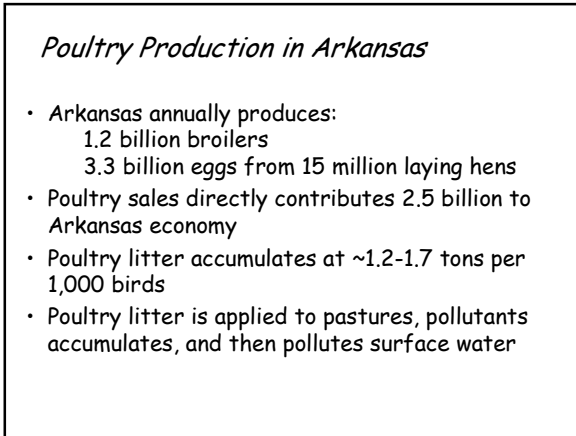 Poultry Production in Arkansas
• Arkansas annually produces:
1.2 billion broilers
3.3 billion eggs from 15 million laying hens
• Poultry sales directly contributes 2.5 billion to
Arkansas economy
• Poultry litter accumulates at ~1.2-1.7 tons per
1,000 birds
• Poultry litter is applied to pastures, pollutants
accumulates, and then pollutes surface water